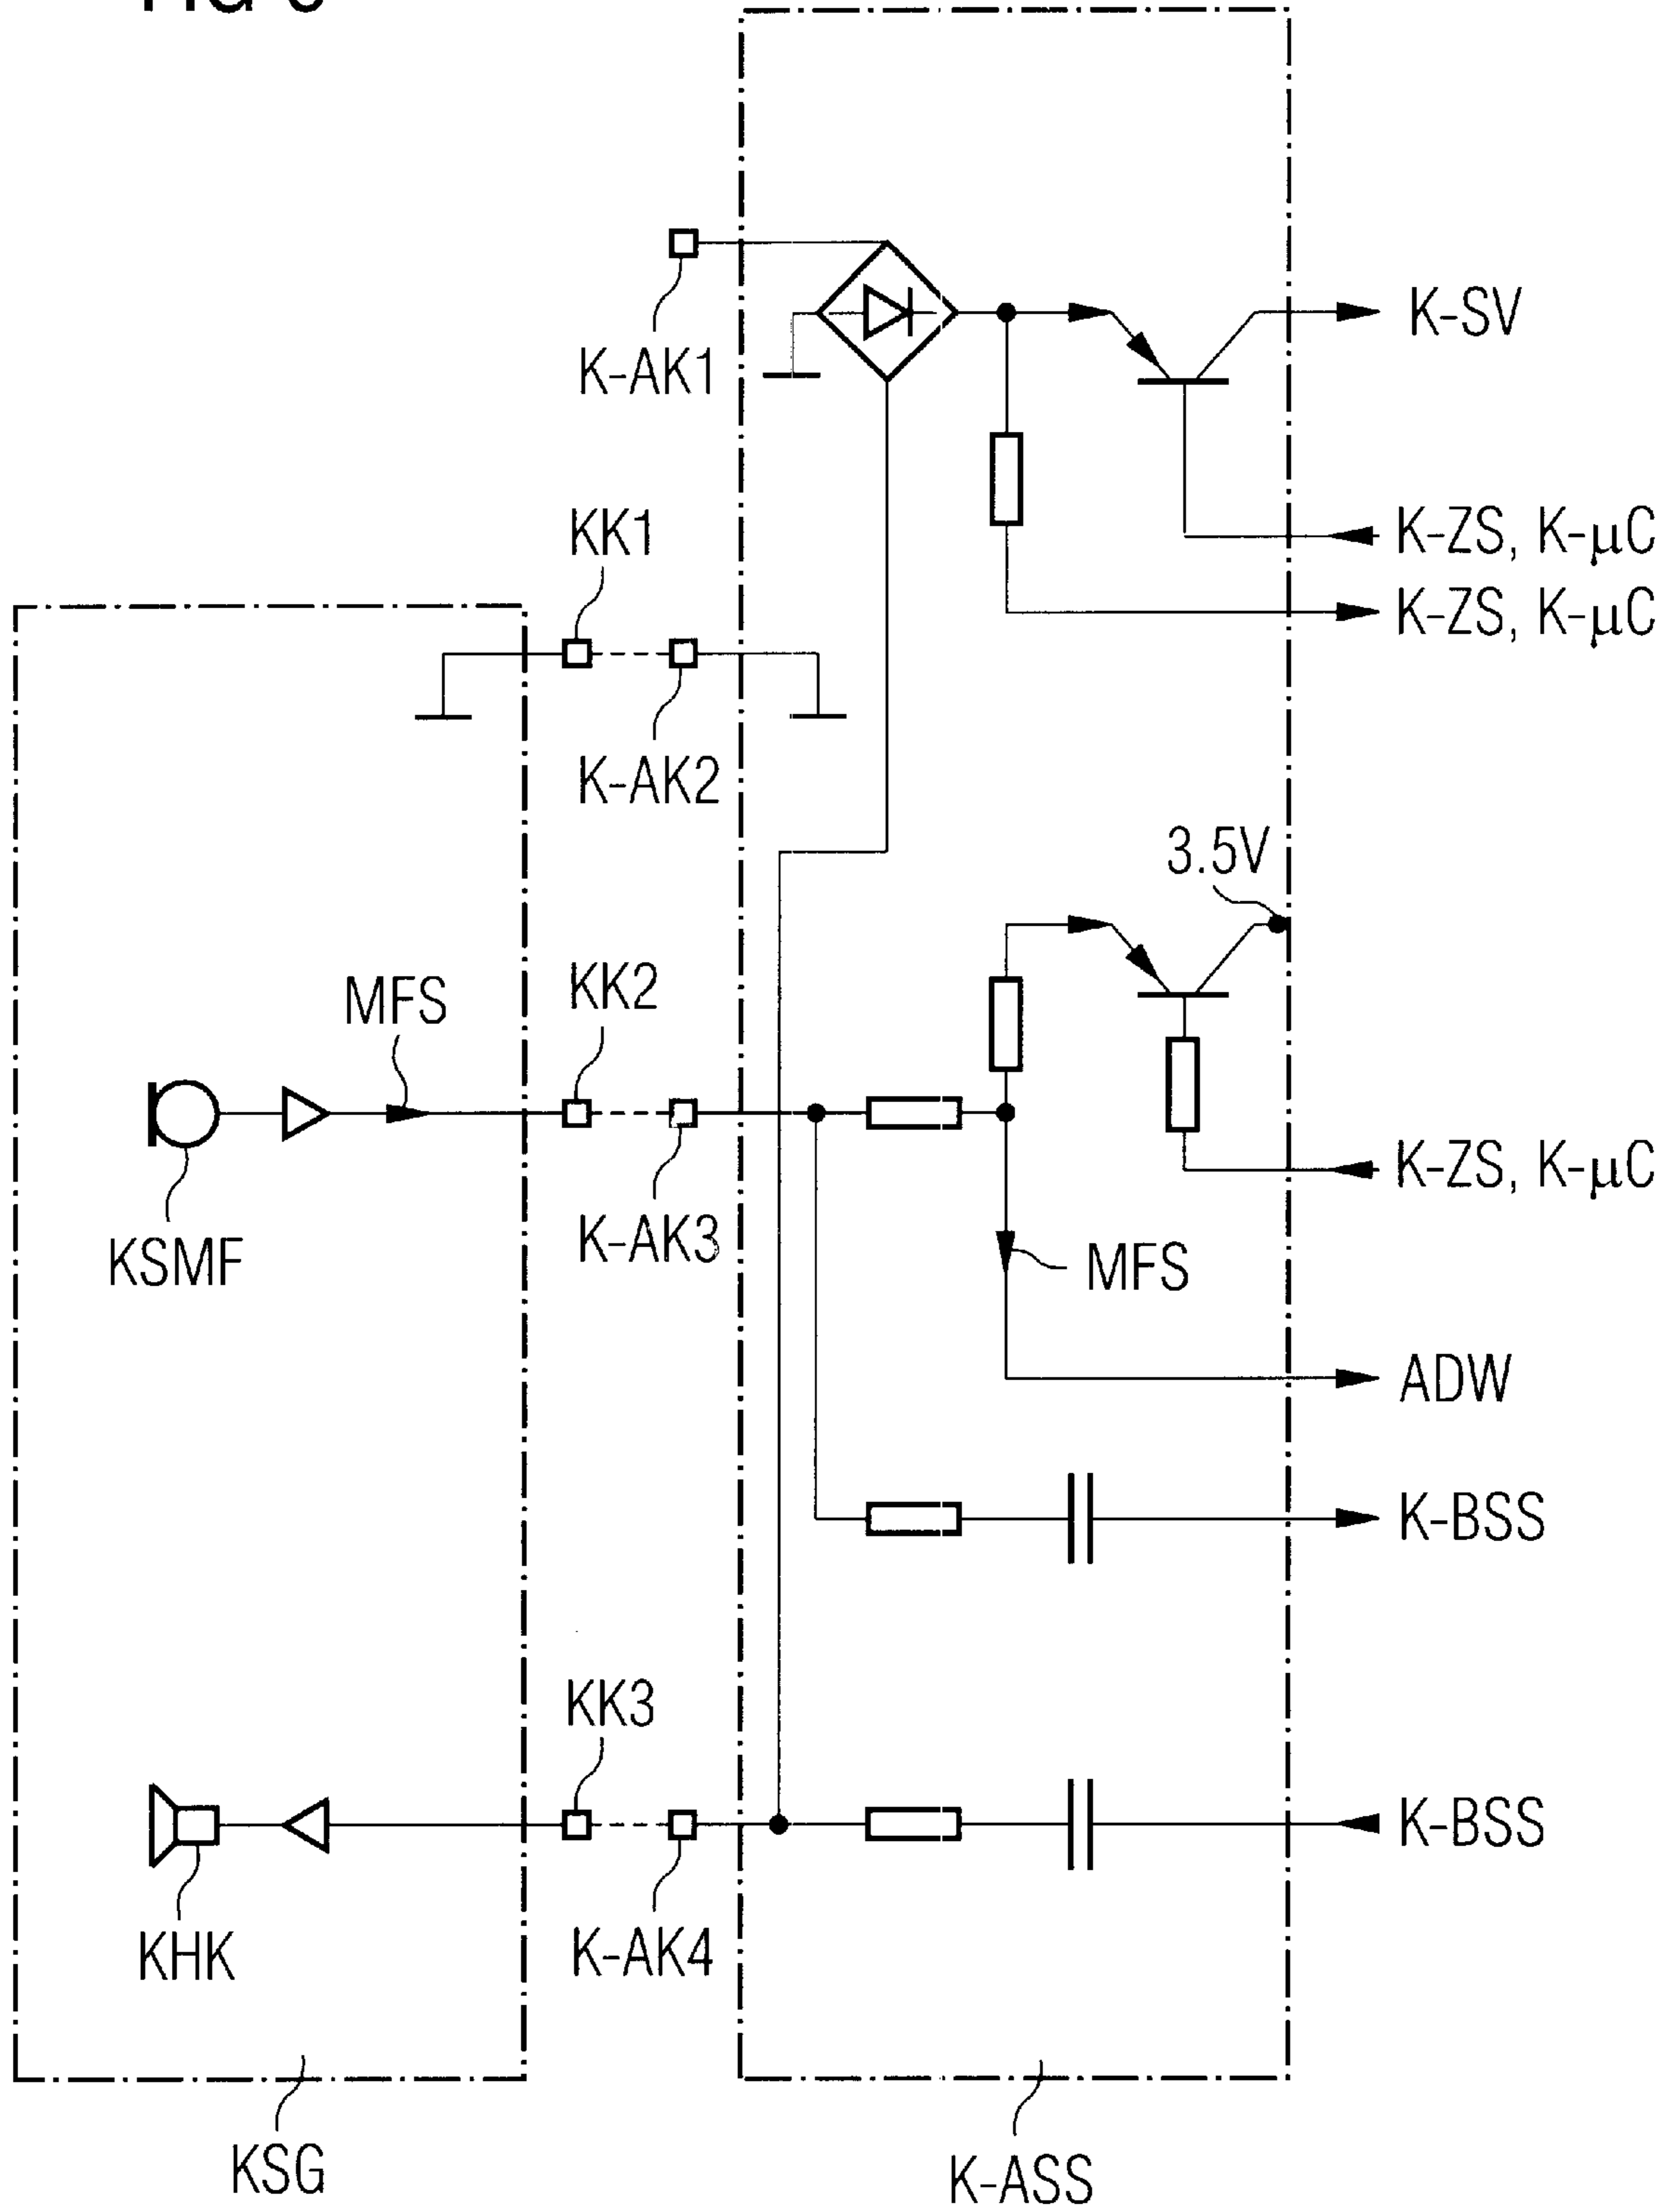 K-AK1
K-SV
KK1
K-ZS, K-µC
K-ZS, K-µC
K-AK2
3.5V
MFS
KK2
K-ZS, K-µC
KSMF
K-AK3
MFS
ADW
K-BSS
KK3
K-BSS
KHK
K-AK4
KSG
K-ASS